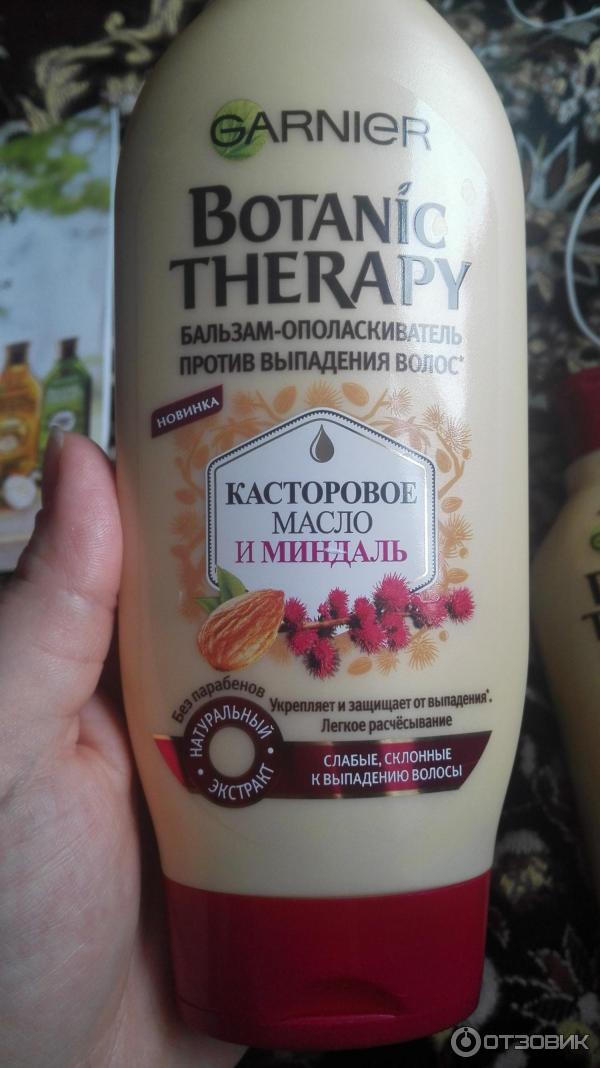 GARNIER
BOTANIC
THERAPY
БАЛЬЗАМ-ОПОЛАСКИВАТЕЛЬ
ПРОТИВ ВЫПАДЕНИЯ ВОЛОС*
НОВИНКА
КАСТОРОВОЕ
МАСЛО
И МИНДАЛЬ
Без парабенов
НАТУРАЛЬНЫЙ
• ЭКСТРАКТ •
Укрепляет и защищает от выпадения*.
Легкое расчёсывание
СЛАБЫЕ, СКЛОННЫЕ
К ВЫПАДЕНИЮ ВОЛОСЫ
ОТЗОВИК